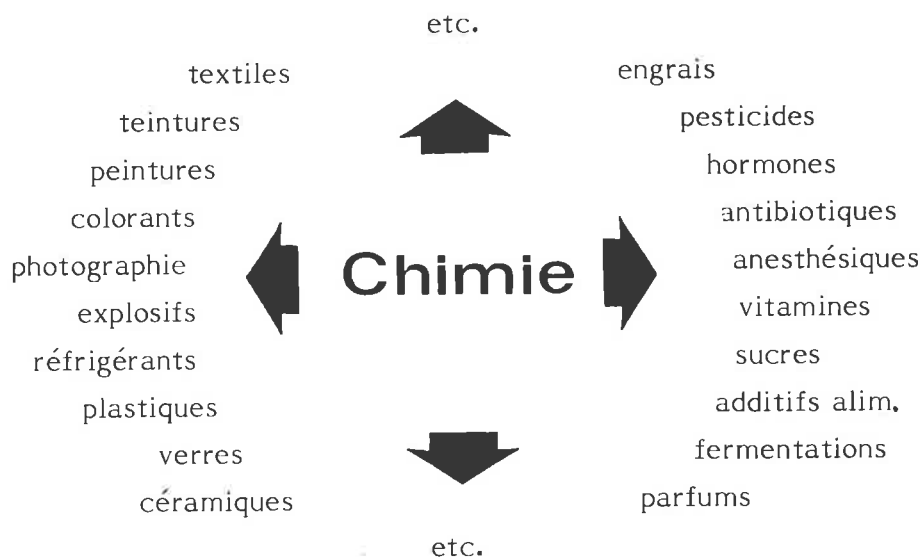 etc.
textiles
teintures
peintures
colorants
photographie
explosifs
réfrigérants
plastiques
verres
céramiques
Chimie
engrais
pesticides
hormones
antibiotiques
anesthésiques
vitamines
sucres
additifs alim.
fermentations
parfums
etc.